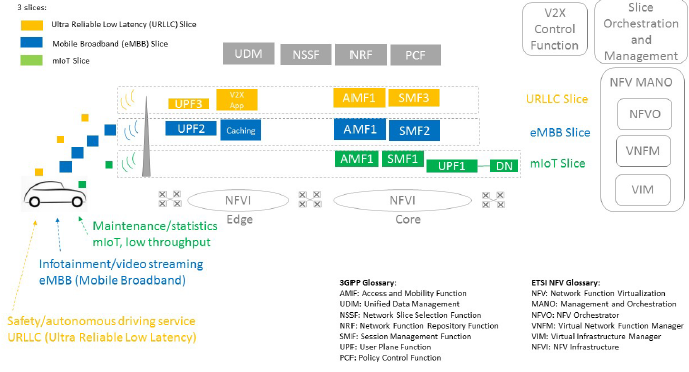 3 slices:
Ultra Reliable Low Latency (URLLC) Slice
Mobile Broadband (eMBB) Slice
mIoT Slice
V2X
Control
Function
Slice
Orchestration
and
Management
UDM
NSSF
NRF
PCF
NFV MANO
NFVO
VNFM
VIM
UPF3
V2X
App
AMF1
SMF3
URLLC Slice
UPF2
Caching
AMF1
SMF2
eMBB Slice
AMF1
SMF1
UPF1
DN
mIoT Slice
NFVI
Edge
NFVI
Core
Maintenance/statistics
mIoT, low throughput
Infotainment/video streaming
eMBB (Mobile Broadband)
Safety/autonomous driving service
URLLC (Ultra Reliable Low Latency)
3GIPP Glossary:
AMIF: Access and Mobility Function
UDM: Unified Data Management
NSSF: Network Slice Selection Function
NRF: Network Function Repository Function
SMF: Session Management Function
UPF: User Plane Function
PCF: Policy Control Function
ETSI NFV Glossary:
NFV: Network Function Virtualization
MANO: Management and Orchestration
NFVO: NFV Orchestrator
VNFM: Virtual Network Function Manager
VIM: Virtual Infrastructure Manager
NFVI: NFV Infrastructure